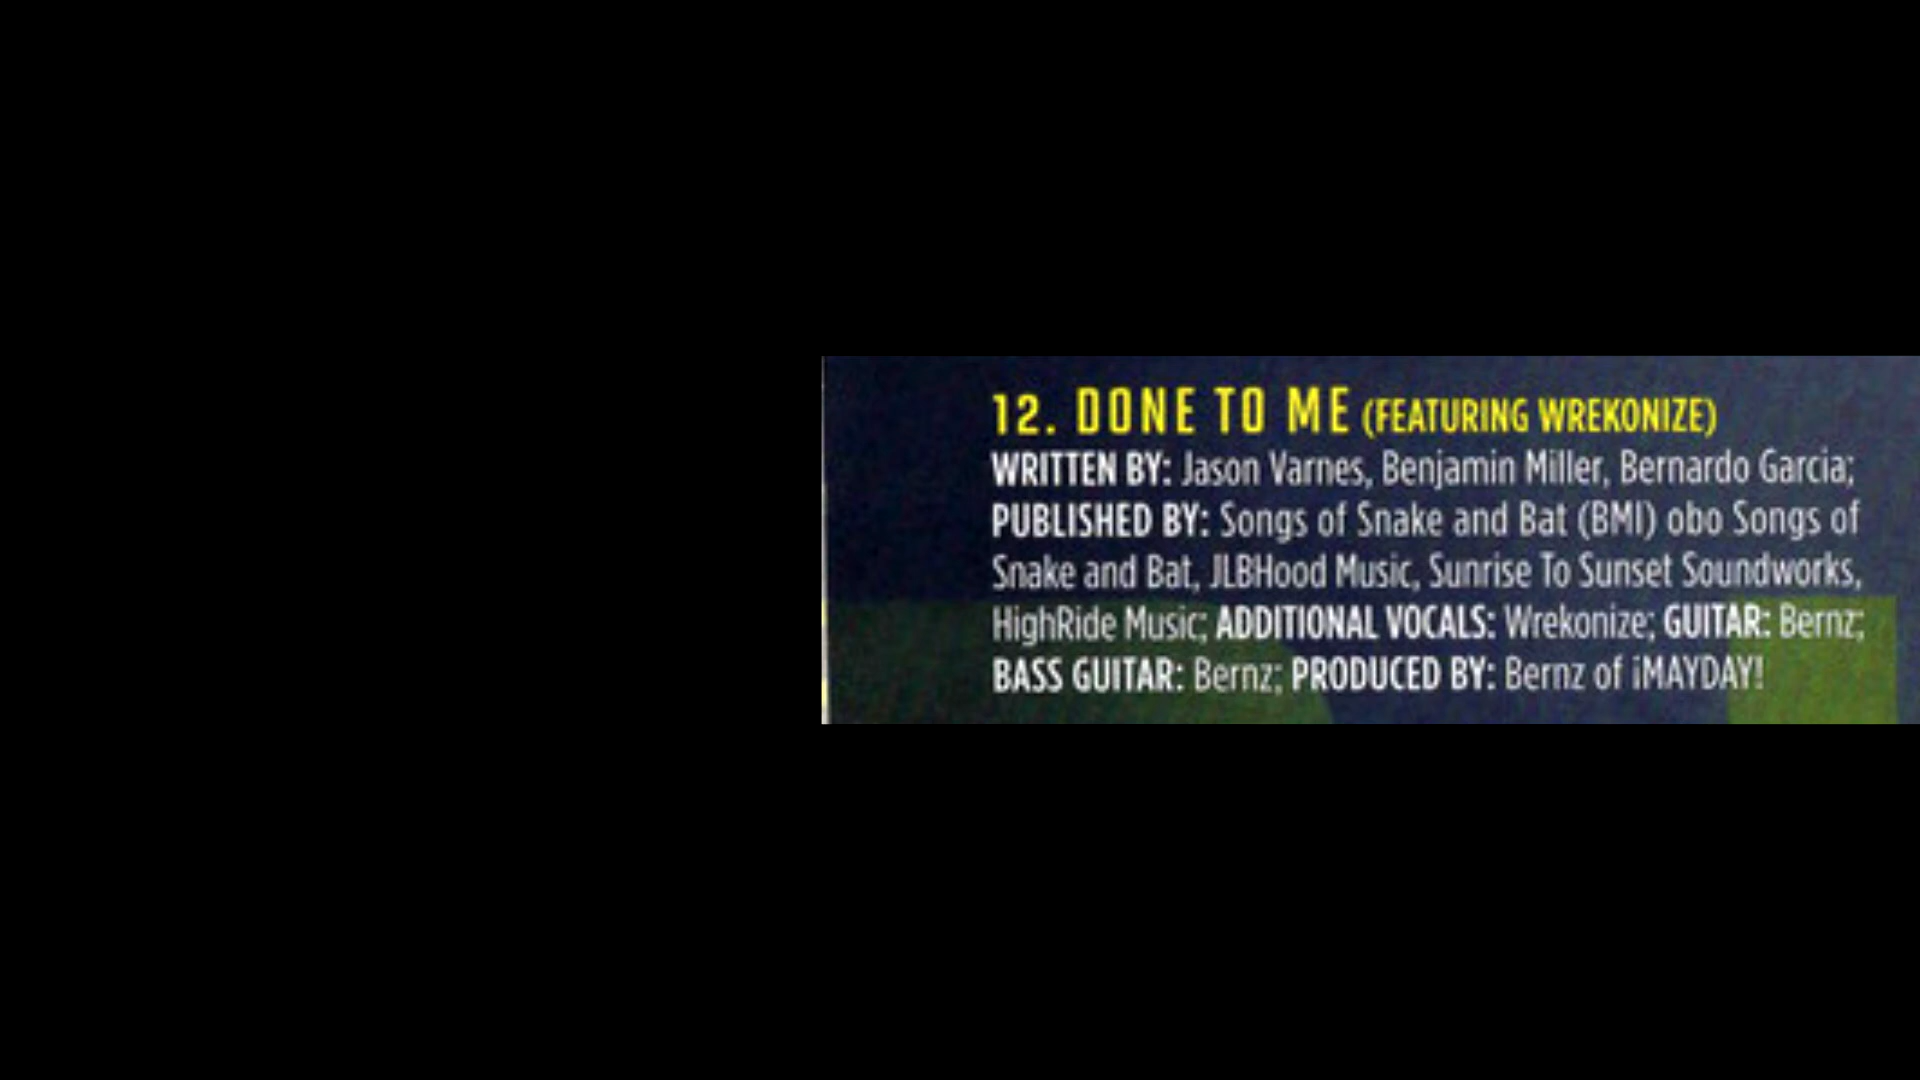 12. DONE TO ME (FEATURING WREKONIZE)
WRITTEN BY: Jason Varnes, Benjamin Miller, Bernardo Garcia;
PUBLISHED BY: Songs of Snake and Bat (BMI) obo Songs of
Snake and Bat, JLBHood Music, Sunrise To Sunset Soundworks,
HighRide Music; ADDITIONAL VOCALS: Wrekonize; GUITAR: Bernz;
BASS GUITAR: Bernz; PRODUCED BY: Bernz of ¡MAYDAY!